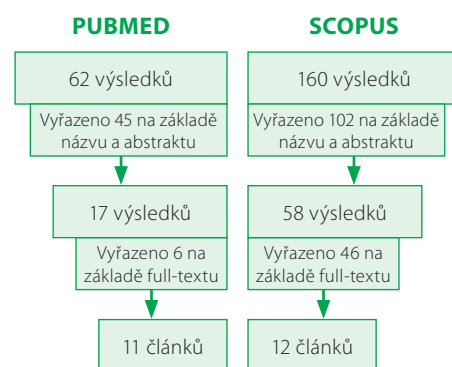 PUBMED
62 výsledků
Vyřazeno 45 na základě
názvu a abstraktu
17 výsledků
Vyřazeno 6 na
základě full-textu
11 článků
SCOPUS
160 výsledků
Vyřazeno 102 na základě
názvu a abstraktu
58 výsledků
Vyřazeno 46 na
základě full-textu
12 článků